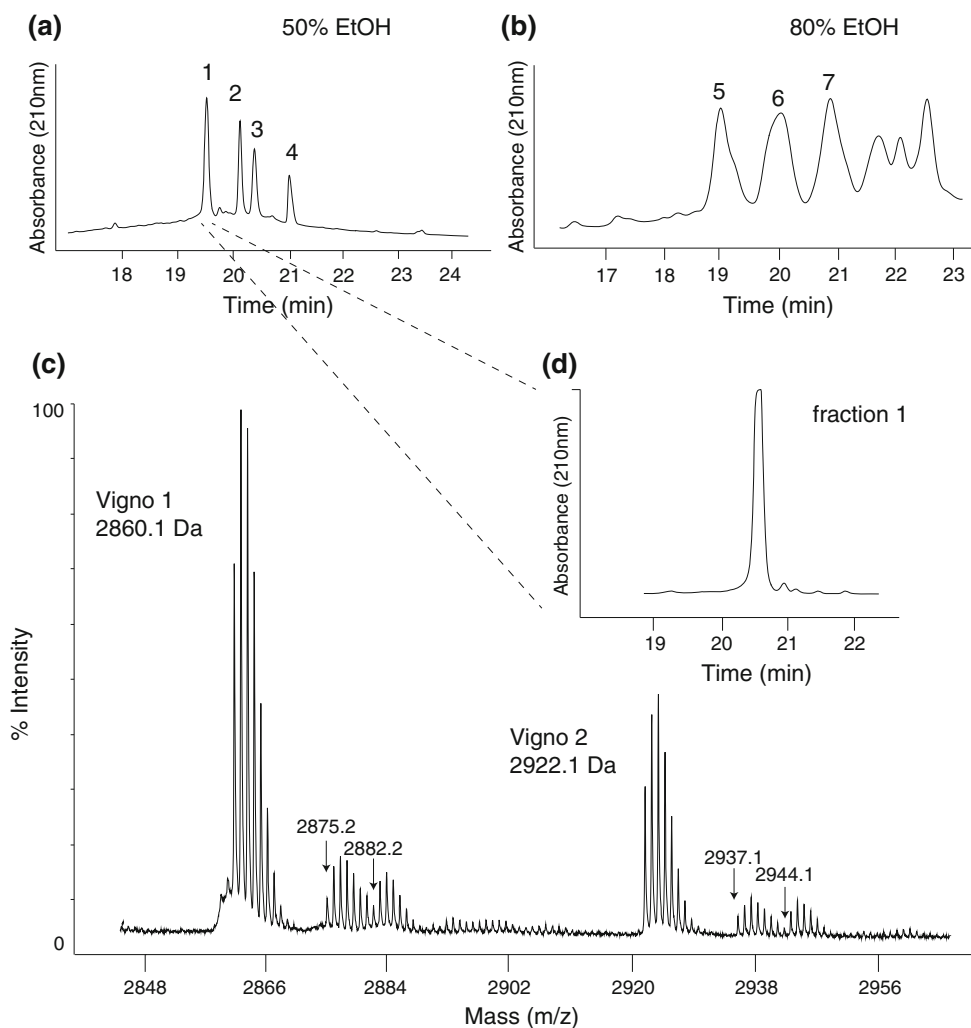 (a)
50% EtOH
Absorbance (210nm)
1
2
3
4
18 19 20 21 22 23 24
Time (min)
(b)
80% EtOH
Absorbance (210nm)
5
6
7
17 18 19 20 21 22 23
Time (min)
(c)
% Intensity
100
0
Vigno 1
2860.1 Da
2875.2
2882.2
Vigno 2
2922.1 Da
2937.1
2944.1
2848 2866 2884 2902 2920 2938 2956
Mass (m/z)
(d)
fraction 1
Absorbance (210nm)
19 20 21 22
Time (min)